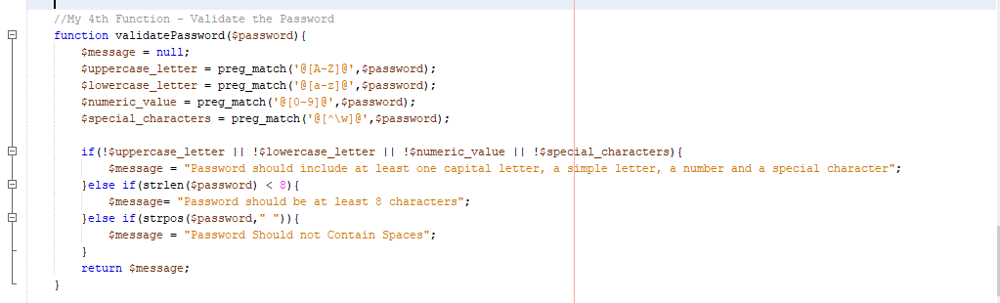 //My 4th Function - Validate the Password
function validatePassword($password){
$message = null;
$uppercase_letter = preg_match('@[A-Z]@',$password);
$lowercase_letter = preg_match('@[a-z]@',$password);
$numeric_value = preg_match('@[0-9]@',$password);
$special_characters = preg_match('@[^\w]@',$password);
if(!$uppercase_letter || !$lowercase_letter || !$numeric_value || !$special_characters){
$message = "Password should include at least one capital letter, a simple letter, a number and a special character";
}else if(strlen($password) < 8){
$message= "Password should be at least 8 characters";
}else if(strpos($password," ")){
$message = "Password Should not Contain Spaces";
}
return $message;
}